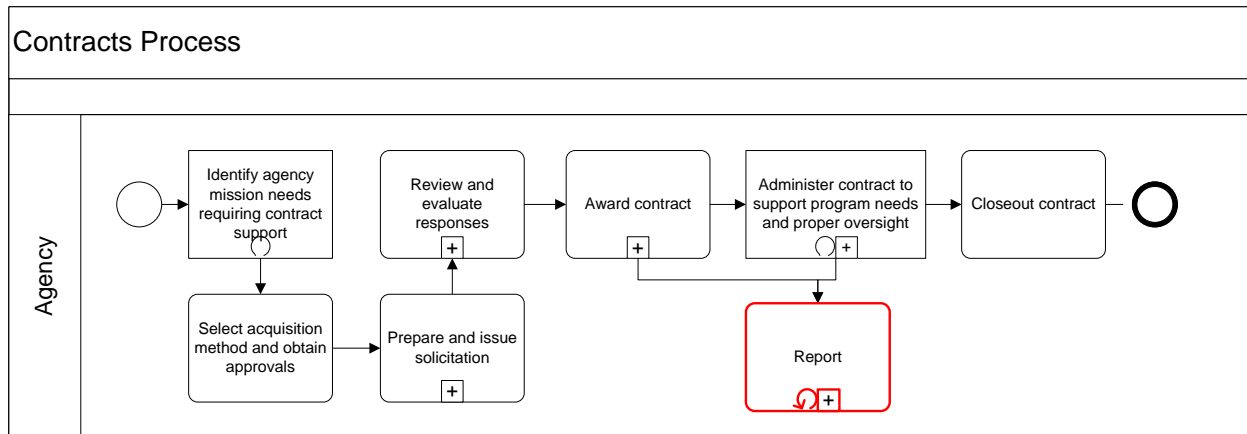 Contracts Process
Agency
Identify agency
mission needs
requiring contract
support
Select acquisition
method and obtain
approvals
Prepare and issue
solicitation
Review and
evaluate
responses
Award contract
Administer contract to
support program needs
and proper oversight
Report
Closeout contract